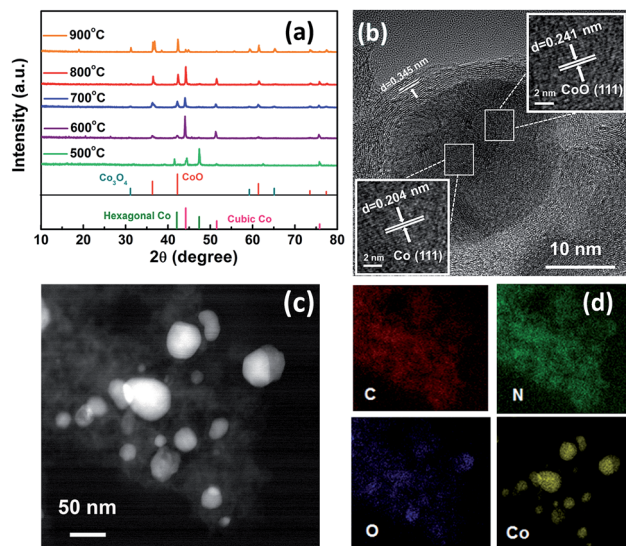 (a)
900°C
800°C
700°C
600°C
500°C
Co₃O₄
CoO
Hexagonal Co
Cubic Co
10 20 30 40 50 60 70 80
2θ (degree)
Intensity (a.u.)
(b)
d=0.345 nm
d=0.241 nm
2 nm
CoO (111)
d=0.204 nm
2 nm
Co (111)
10 nm
(c)
50 nm
(d)
C
N
O
Co